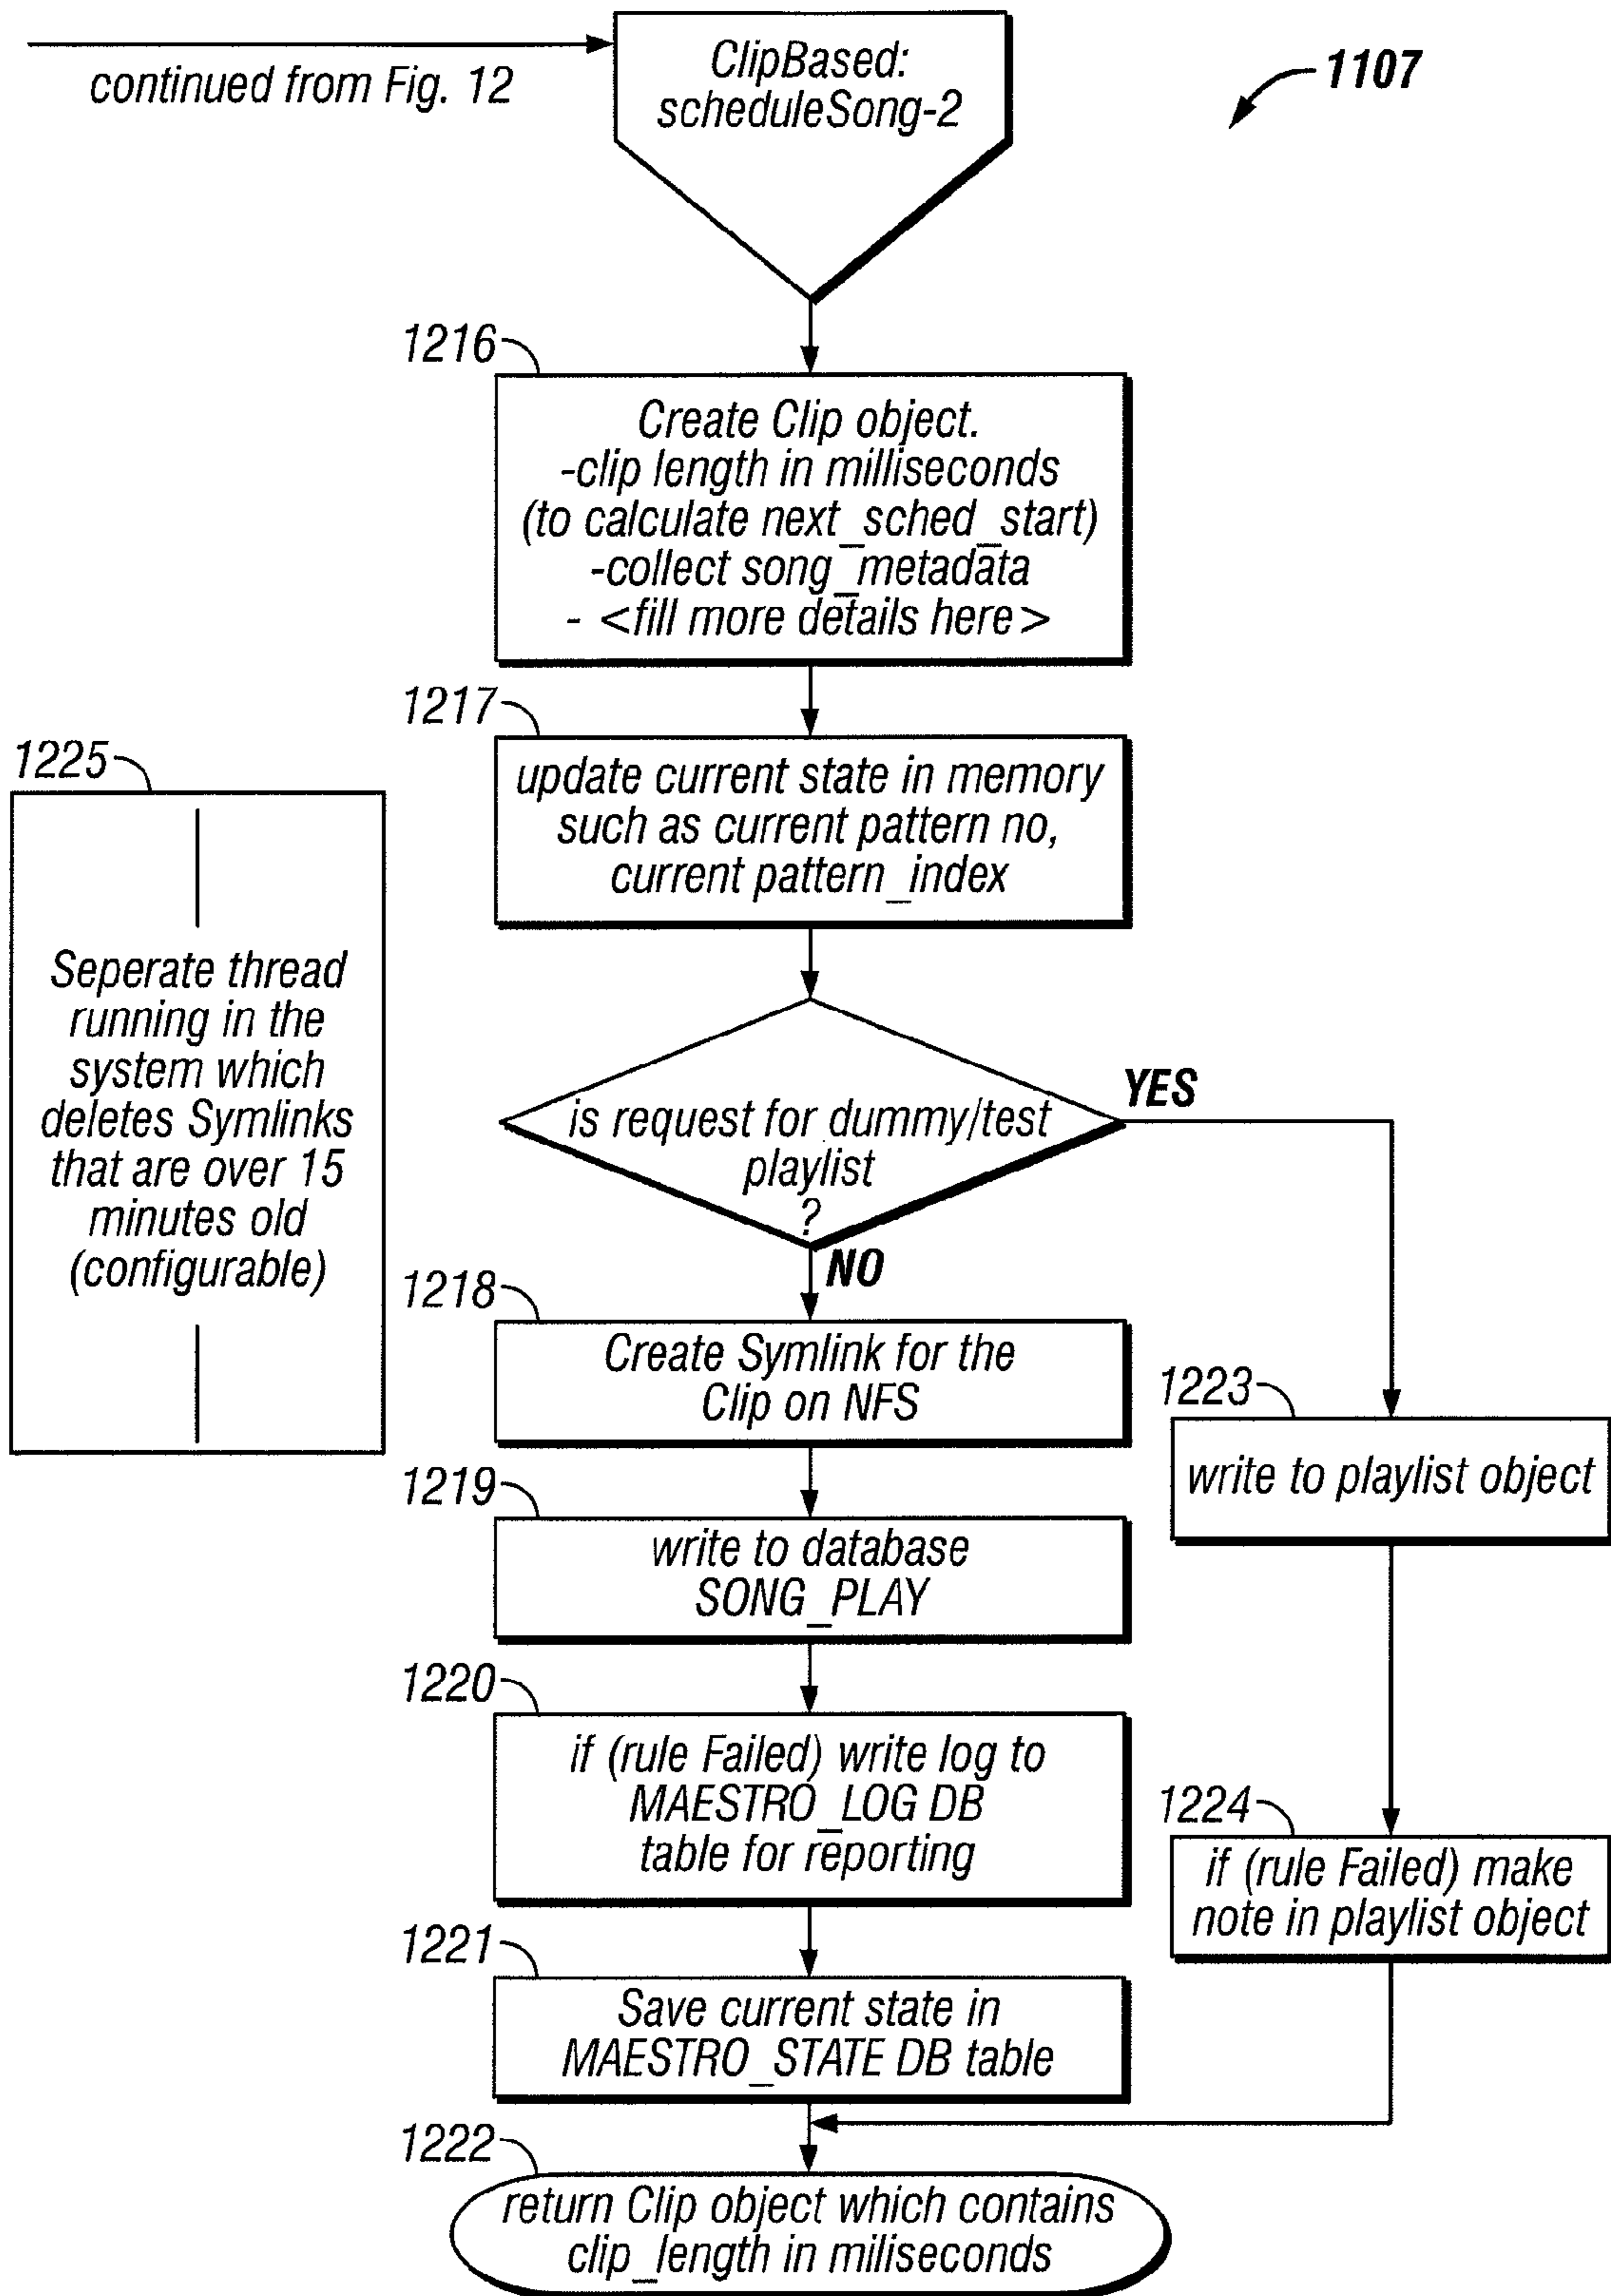 continued from Fig. 12
ClipBased:
scheduleSong-2
1107
1216
Create Clip object.
-clip length in milliseconds
(to calculate next_sched_start)
-collect song_metadata
- <fill more details here>
1217
update current state in memory
such as current pattern no,
current pattern_index
1225
Seperate thread
running in the
system which
deletes Symlinks
that are over 15
minutes old
(configurable)
is request for dummy/test
playlist
?
YES
NO
1218
Create Symlink for the
Clip on NFS
1223
write to playlist object
1219
write to database
SONG_PLAY
1220
if (rule Failed) write log to
MAESTRO_LOG DB
table for reporting
1224
if (rule Failed) make
note in playlist object
1221
Save current state in
MAESTRO_STATE DB table
1222
return Clip object which contains
clip_length in miliseconds